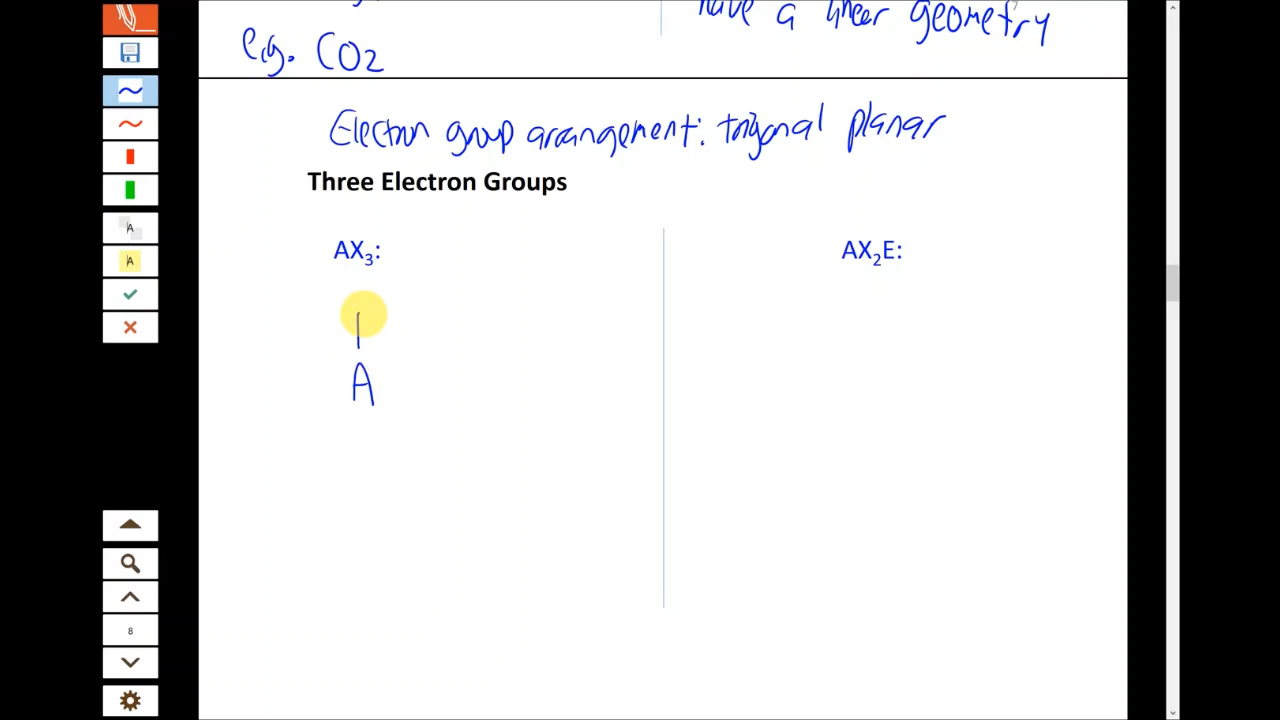 have a linear geometry
e.g. CO2
Electron group arrangement: trigonal planar
Three Electron Groups
AX₃:
AX₂E:
A
A
A
8